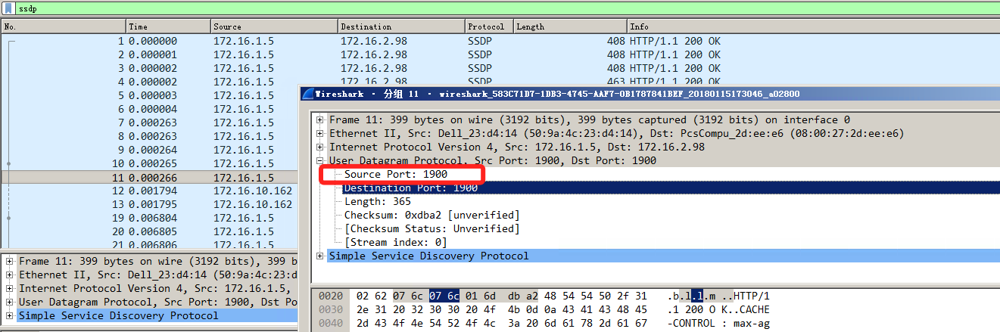 ssdp
No. Time Source Destination Protocol Length Info
1 0.000000 172.16.1.5 172.16.2.98 SSDP 408 HTTP/1.1 200 OK
2 0.000001 172.16.1.5 172.16.2.98 SSDP 408 HTTP/1.1 200 OK
3 0.000002 172.16.1.5 172.16.2.98 SSDP 408 HTTP/1.1 200 OK
4 0.000002 172.16.1.5 172.16.2.98 SSDP 463 HTTP/1.1 200 OK
5 0.000003 172.16.1.5
6 0.000004 172.16.1.5
7 0.000263 172.16.1.5
8 0.000263 172.16.1.5
9 0.000264 172.16.1.5
10 0.000265 172.16.1.5
11 0.000266 172.16.1.5
12 0.001794 172.16.10.162
13 0.001795 172.16.10.162
19 0.006804 172.16.1.5
20 0.006805 172.16.1.5
21 0.006806 172.16.1.5
Frame 11: 399 bytes on wire (3192 bits), 399 b
Ethernet II, Src: Dell_23:d4:14 (50:9a:4c:23:d
Internet Protocol Version 4, Src: 172.16.1.5,
User Datagram Protocol, Src Port: 1900, Dst Po
Simple Service Discovery Protocol
Wireshark · 分组 11 · wireshark_583C71D7-1DB3-4745-AAF7-0B1787841BEF_20180115173046_a02800
Frame 11: 399 bytes on wire (3192 bits), 399 bytes captured (3192 bits) on interface 0
Ethernet II, Src: Dell_23:d4:14 (50:9a:4c:23:d4:14), Dst: PcsCompu_2d:ee:e6 (08:00:27:2d:ee:e6)
Internet Protocol Version 4, Src: 172.16.1.5, Dst: 172.16.2.98
User Datagram Protocol, Src Port: 1900, Dst Port: 1900
Source Port: 1900
Destination Port: 1900
Length: 365
Checksum: 0xdba2 [unverified]
[Checksum Status: Unverified]
[Stream index: 0]
Simple Service Discovery Protocol
0020 02 62 07 6c 07 6c 01 6d db a2 48 54 54 50 2f 31 .b.l.l.m ..HTTP/1
0030 2e 31 20 32 30 30 20 4f 4b 0d 0a 43 41 43 48 45 .1 200 O K..CACHE
0040 2d 43 4f 4e 54 52 4f 4c 3a 20 6d 61 78 2d 61 67 -CONTROL : max-ag